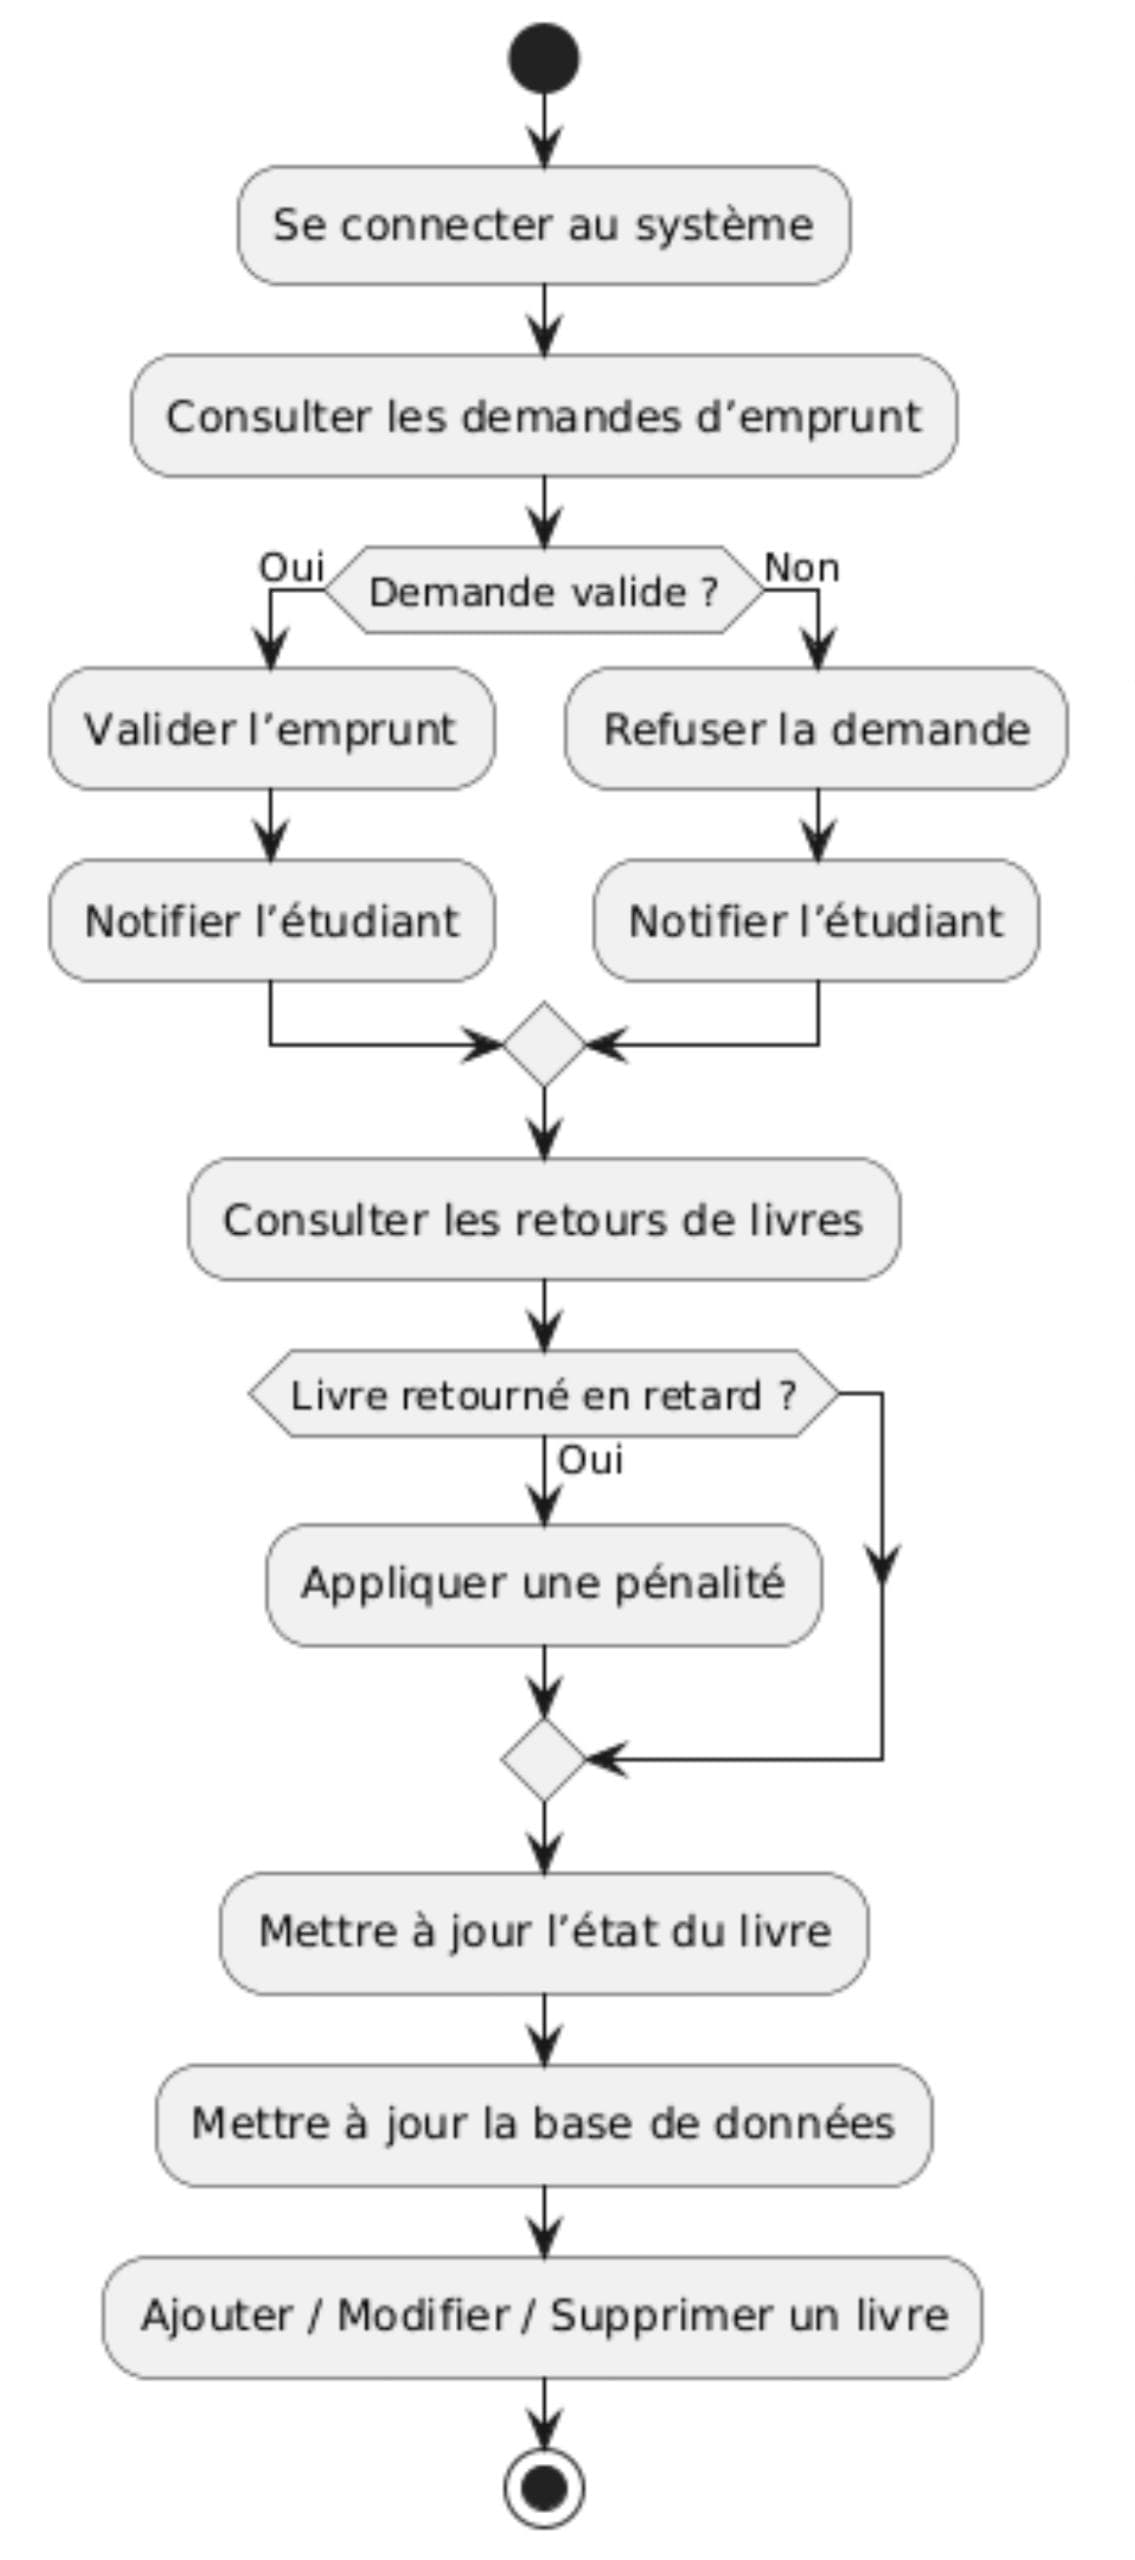 Se connecter au système
Consulter les demandes d’emprunt
Oui
Demande valide ?
Non
Valider l’emprunt
Refuser la demande
Notifier l’étudiant
Notifier l’étudiant
Consulter les retours de livres
Livre retourné en retard ?
Oui
Appliquer une pénalité
Mettre à jour l’état du livre
Mettre à jour la base de données
Ajouter / Modifier / Supprimer un livre